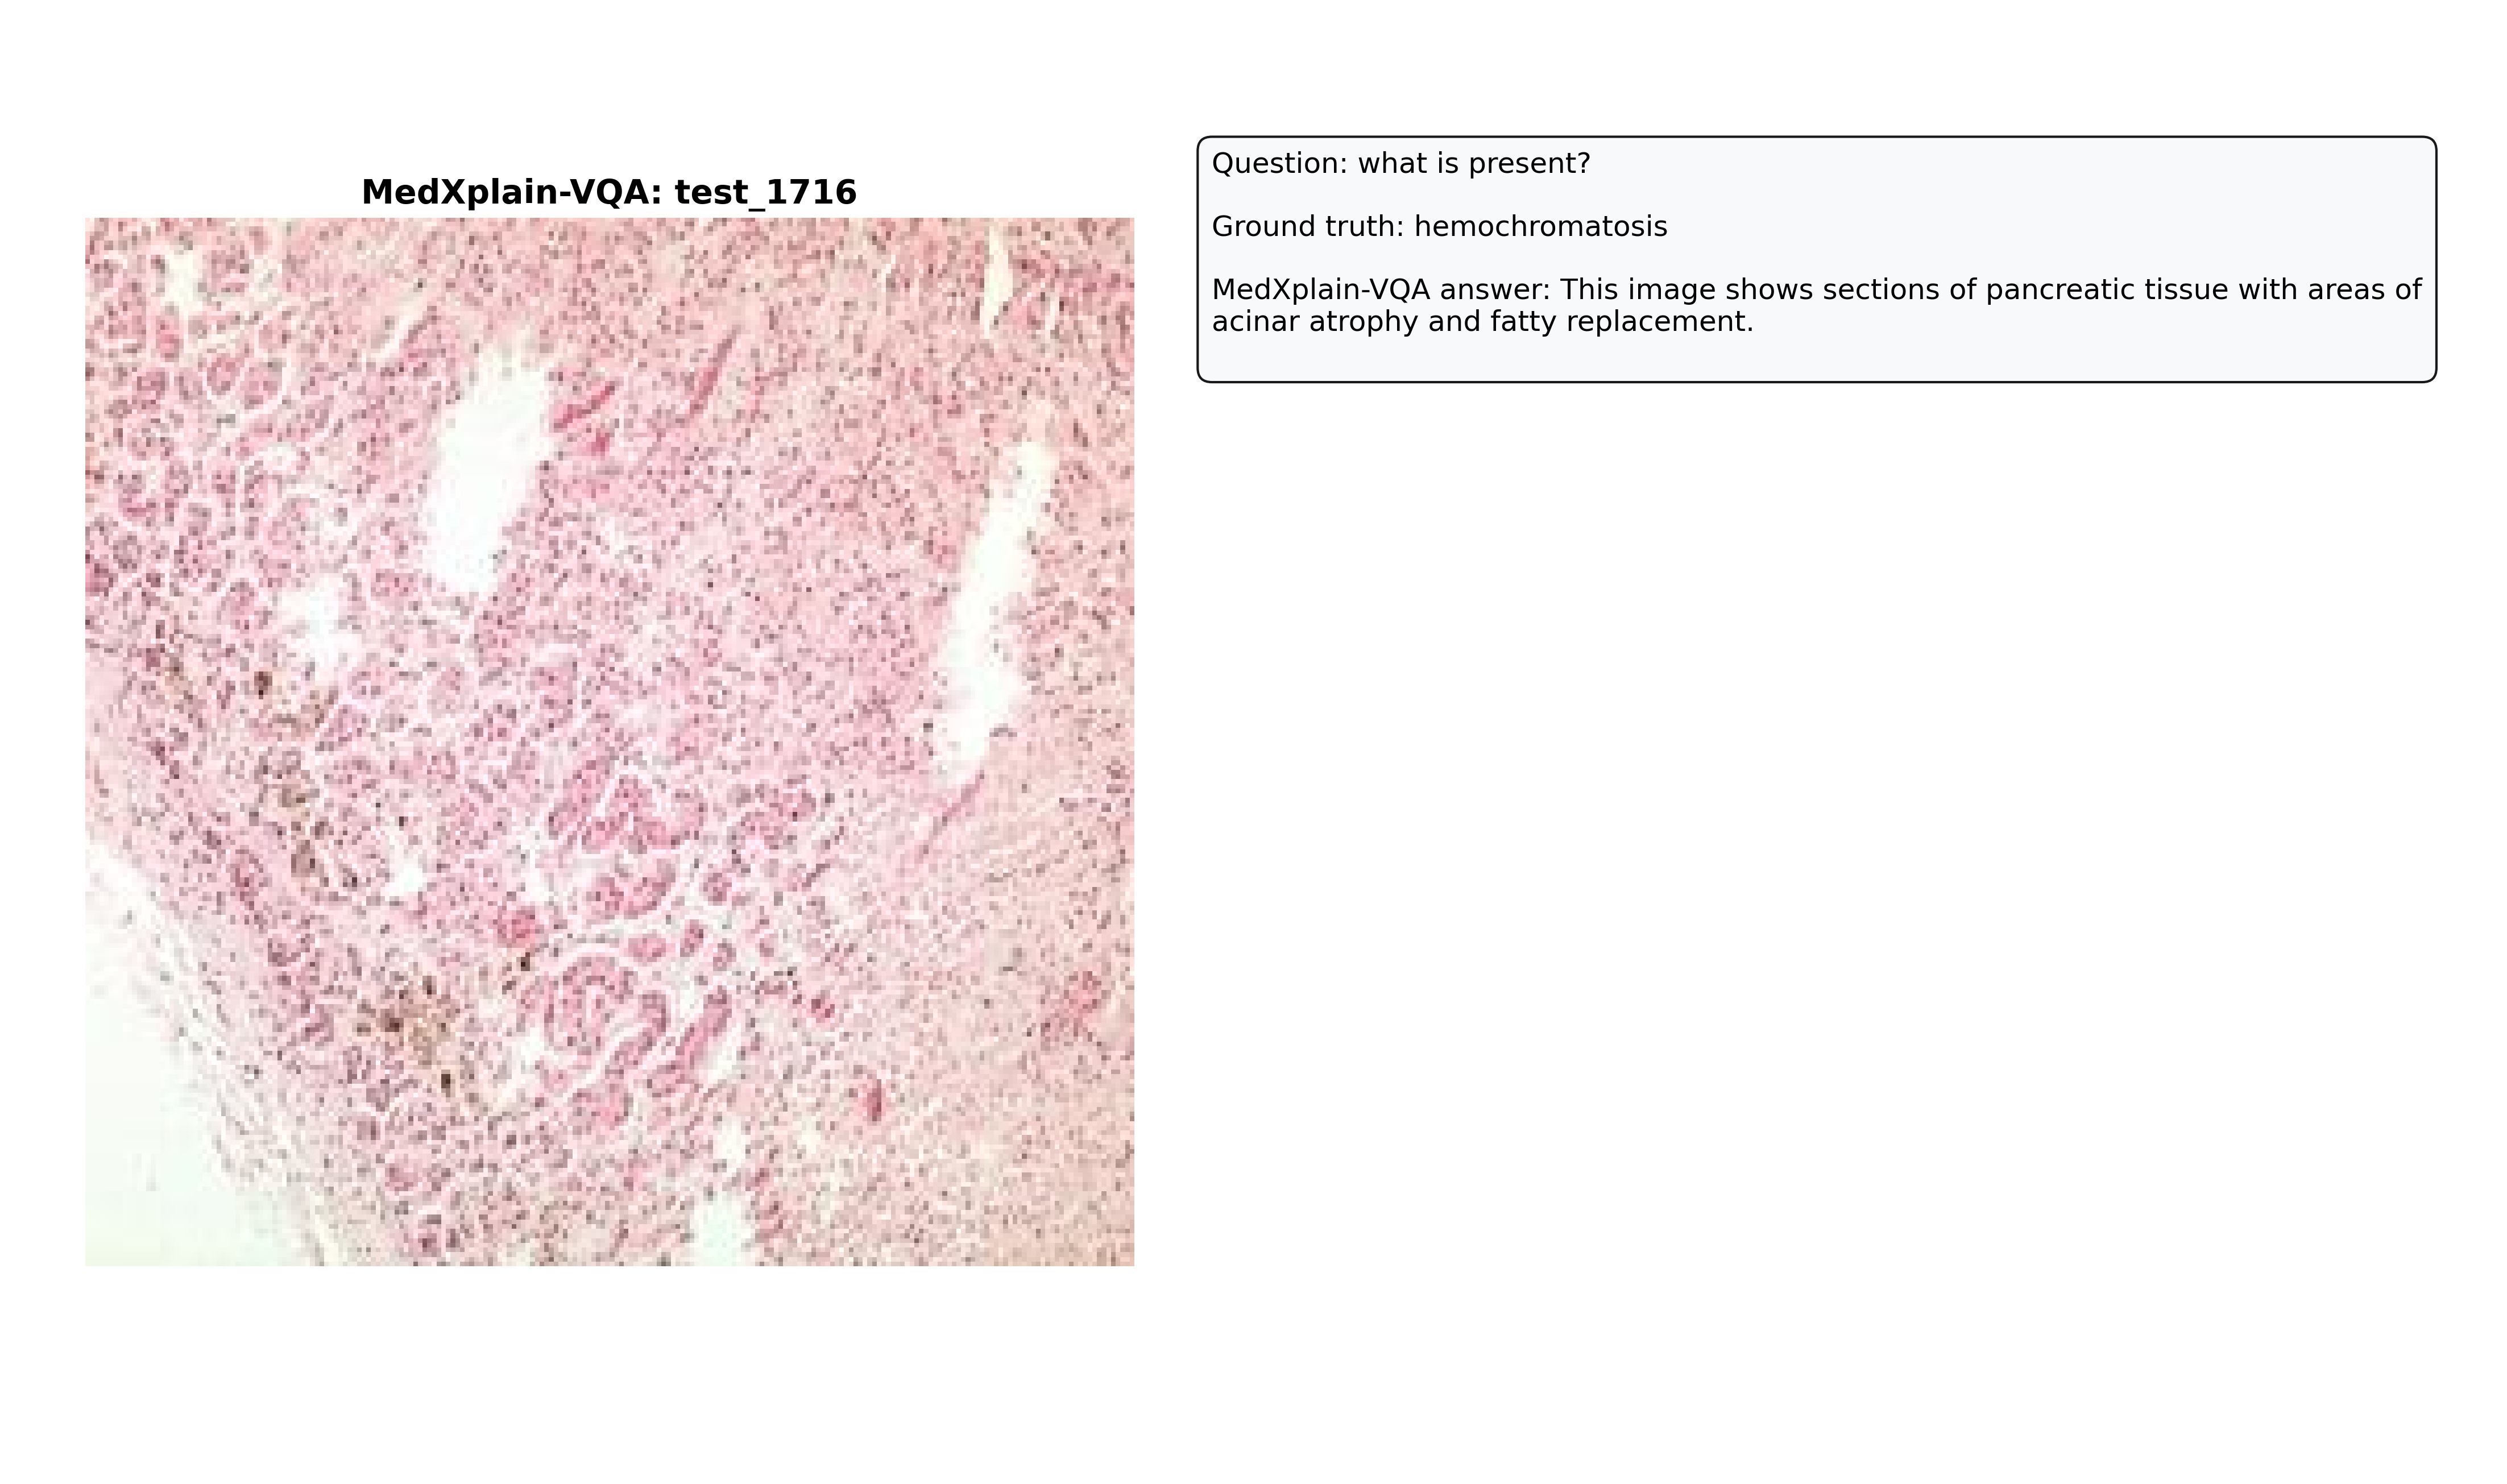 MedXplain-VQA: test_1716
Question: what is present?
Ground truth: hemochromatosis
MedXplain-VQA answer: This image shows sections of pancreatic tissue with areas of
acinar atrophy and fatty replacement.